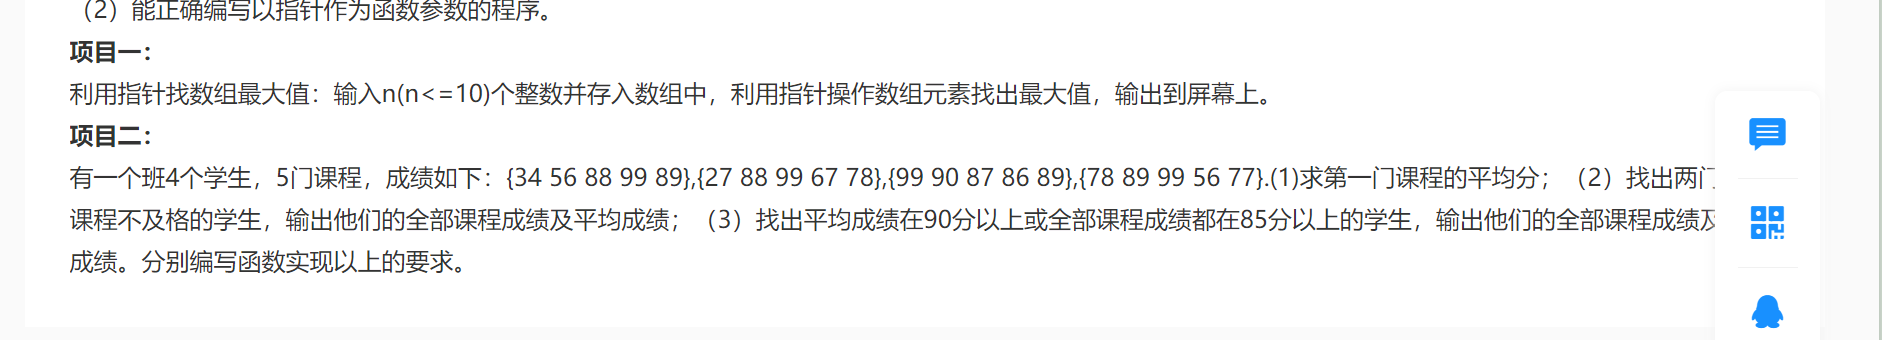 （2）能正确编写以指针作为函数参数的程序。
项目一：
利用指针找数组最大值：输入n(n<=10)个整数并存入数组中，利用指针操作数组元素找出最大值，输出到屏幕上。
项目二：
有一个班4个学生，5门课程，成绩如下：{34 56 88 99 89},{27 88 99 67 78},{99 90 87 86 89},{78 89 99 56 77}.(1)求第一门课程的平均分；（2）找出两门
课程不及格的学生，输出他们的全部课程成绩及平均成绩；（3）找出平均成绩在90分以上或全部课程成绩都在85分以上的学生，输出他们的全部课程成绩及
成绩。分别编写函数实现以上的要求。